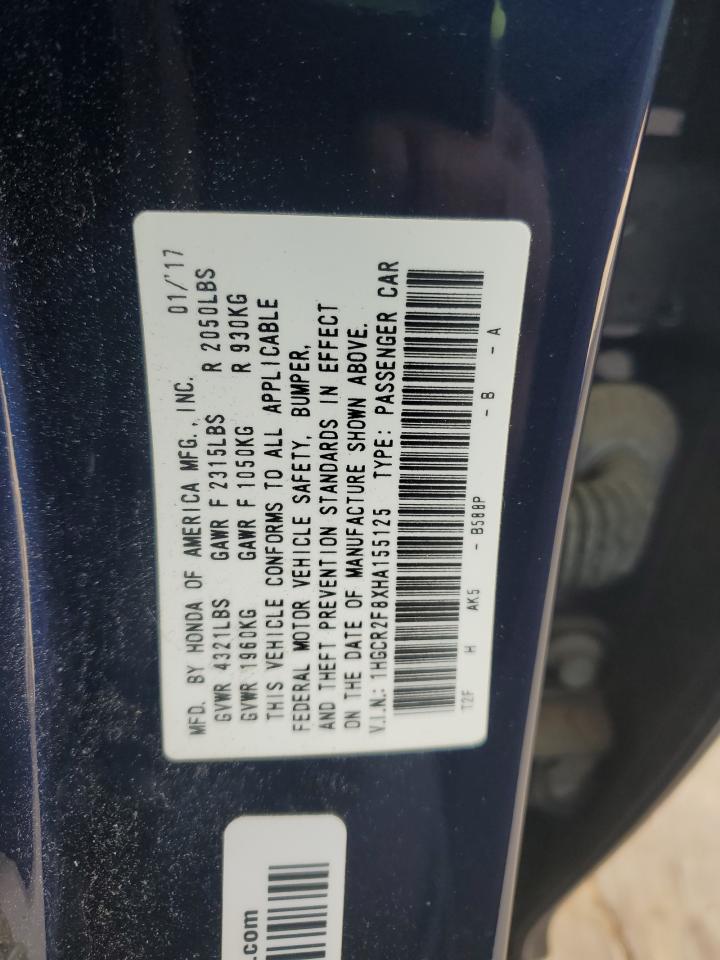 MFD. BY HONDA OF AMERICA MFG., INC. 01/'17
GVWR 4321LBS GAWR F 2315LBS R 2050LBS
GVWR 1960KG GAWR F 1050KG R 930KG
THIS VEHICLE CONFORMS TO ALL APPLICABLE
FEDERAL MOTOR VEHICLE SAFETY, BUMPER,
AND THEFT PREVENTION STANDARDS IN EFFECT
ON THE DATE OF MANUFACTURE SHOWN ABOVE.
V.I.N.: 1HGCR2F8XHA155125 TYPE: PASSENGER CAR
T2F H AK5 - B588P - B - A
.com